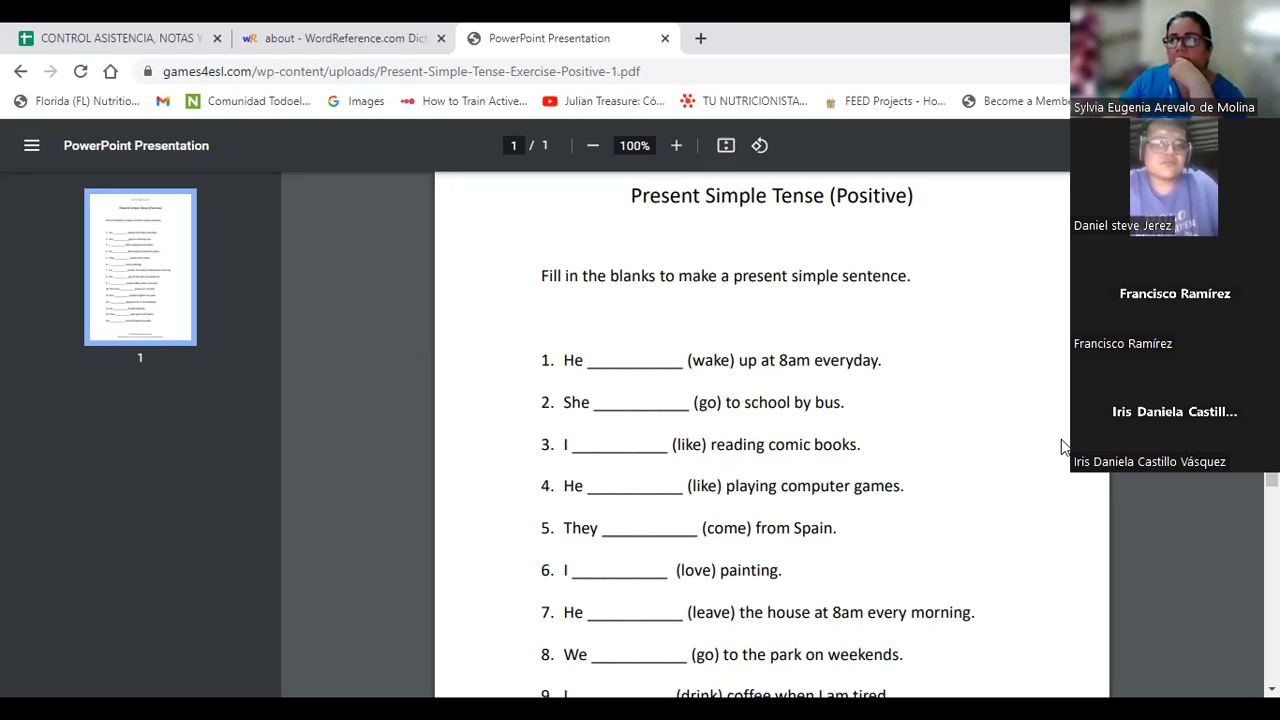 CONTROL ASISTENCIA, NOTAS Y
about - WordReference.com Dict
PowerPoint Presentation
games4esl.com/wp-content/uploads/Present-Simple-Tense-Exercise-Positive-1.pdf
Florida (FL) Nutritio...
Comunidad Todoel...
Images
How to Train Active...
Julian Treasure: Có...
TU NUTRICIONISTA...
FEED Projects - Ho...
Become a Membe
PowerPoint Presentation
1 / 1
100%
1
Present Simple Tense (Positive)
Fill in the blanks to make a present simple sentence.
1. He ___________ (wake) up at 8am everyday.
2. She ___________ (go) to school by bus.
3. I ___________ (like) reading comic books.
4. He ___________ (like) playing computer games.
5. They ___________ (come) from Spain.
6. I ___________ (love) painting.
7. He ___________ (leave) the house at 8am every morning.
8. We ___________ (go) to the park on weekends.
9. I ___________ (drink) coffee when I am tired.
Sylvia Eugenia Arevalo de Molina
Daniel steve Jerez
Francisco Ramírez
Francisco Ramírez
Iris Daniela Castill...
Iris Daniela Castillo Vásquez